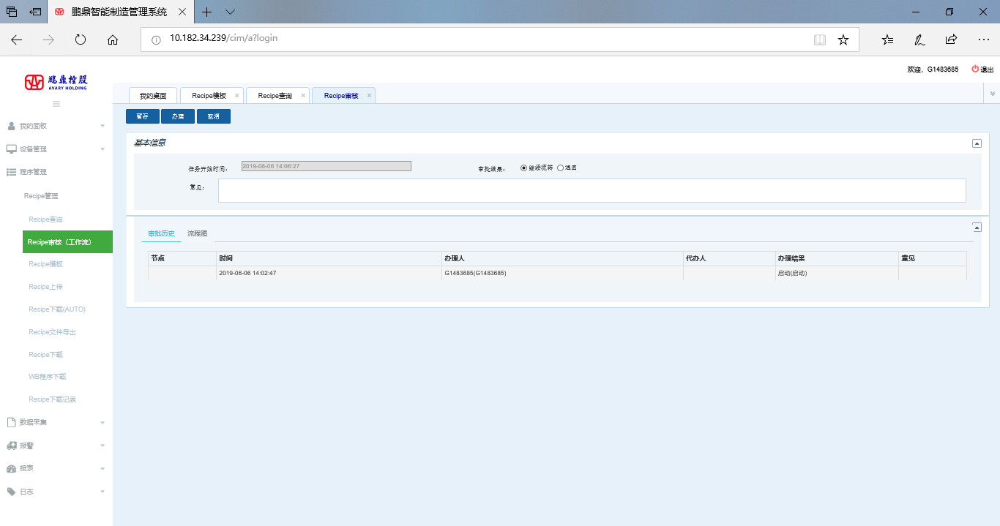 鹏鼎智能制造管理系统
10.182.34.239/cim/a?login
欢迎，G1483685 退出
鹏鼎控股
AVARY HOLDING
我的桌面 Recipe模板 Recipe查询 Recipe审核
暂存 办理 取消
我的面板
设备管理
程序管理
Recipe管理
Recipe查询
Recipe审核（工作流）
Recipe模板
Recipe上传
Recipe下载(AUTO)
Recipe文件导出
Recipe下载
WB程序下载
Recipe下载记录
数据采集
报警
报表
日志
基本信息
任务开始时间： 2019-06-06 14:06:27 审批结果： 继续流转 退回
意见：
审批历史 流程图
节点 时间 办理人 代办人 办理结果 意见
2019-06-06 14:02:47 G1483685(G1483685) 启动(启动)